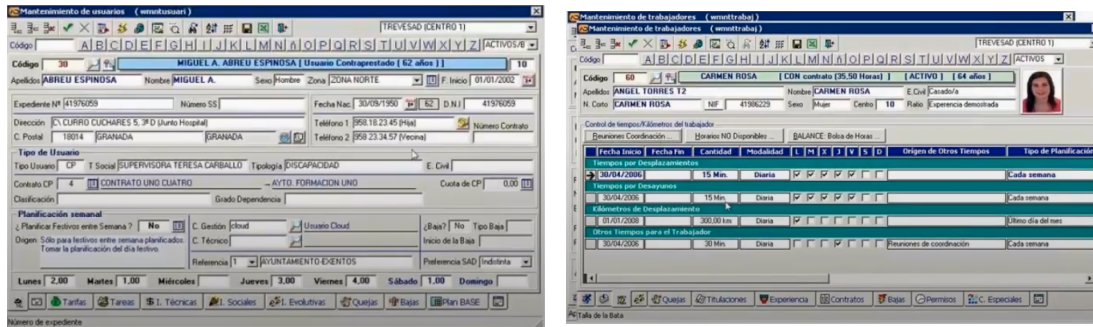 Mantenimiento de usuarios ( wmntusuari )
TREVESAD (CENTRO 1)
Código A B C D E F G H I J K L M N ñ O P Q R S T U V W X Y Z ACTIVOS/B
Código 30 MIGUEL A. ABREU ESPINOSA [ Usuario Contraprestado [ 62 años ] ] 10
Apellidos ABREU ESPINOSA Nombre MIGUEL A. Sexo Hombre Zona ZONA NORTE F. Inicio 01/01/2002
Expediente Nº 41976059 Número SS Fecha Nac. 30/09/1950 62 D.N.I 41976059
Dirección C\ CURRO CUCHARES 5, 3º D (Junto Hospital) Teléfono 1 958.18.23.45 (Hija) Número Contrato
C. Postal 18014 GRANADA GRANADA Teléfono 2 958 23.34.57 (Vecina)
Tipo de Usuario
Tipo Usuario CP T Social SUPERVISORA TERESA CARBALLO Tipología DISCAPACIDAD E. Civil
Contrato CP 4 CONTRATO UNO CUATRO AYTO. FORMACION UNO Cuota de CP 0,00
Clasificación Grado Dependencia
Planificación semanal
¿ Planificar Festivos entre Semana ? No C. Gestión cloud Usuario Cloud ¿Baja? No Tipo Baja
Origen Sólo para festivos entre semana planificados. C. Técnico Inicio de la Baja
Tomar la planificación del día festivo.
Referencia 1 AYUNTAMIENTO-EXENTOS Preferencia SAD Indistinta
Lunes 2,00 Martes 1,00 Miércoles Jueves 3,00 Viernes 4,00 Sábado 1,00 Domingo
Tarifas Tareas I. Técnicas I. Sociales I. Evolutivas Quejas Bajas Plan BASE
Número de expediente
Mantenimiento de trabajadores ( wmnttrabaj )
Mantenimiento de trabajadores ( wmnttrabaj )
TREVESAD (CENTRO 1)
Código A B C D E F G H I J K L M N ñ O P Q R S T U V W X Y Z ACTIVOS
Código 60 CARMEN ROSA [ CON contrato (35,50 Horas) ] [ ACTIVO ] [ 64 años ]
Apellidos ANGEL TORRES T2 Nombre CARMEN ROSA E.Civil Casado/a
N. Corto CARMEN ROSA NIF 41986229 Sexo Mujer Centro 10 Ratio Experencia demostrada
Control de tiempos/Kilómetros del trabajador
Reuniones Coordinación ... Horarios NO Disponibles ... BALANCE: Bolsa de Horas ...
Fecha Inicio Fecha Fin Cantidad Modalidad L M X J V S D Origen de Otros Tiempos Tipo de Planificació
Tiempos por Desplazamientos
30/04/2006 15 Min. Diaria Cada semana
Tiempos por Desayunos
30/04/2006 15 Min. Diaria Cada semana
Kilómetros de Desplazamiento
01/01/2008 300,00 km Diaria Último día del mes
Otros Tiempos para el Trabajador
30/04/2006 30 Min. Diaria Reuniones de coordinación Cada semana
Quejas Titulaciones Experiencia Contratos Bajas Permisos C. Especiales
Talla de la Bata